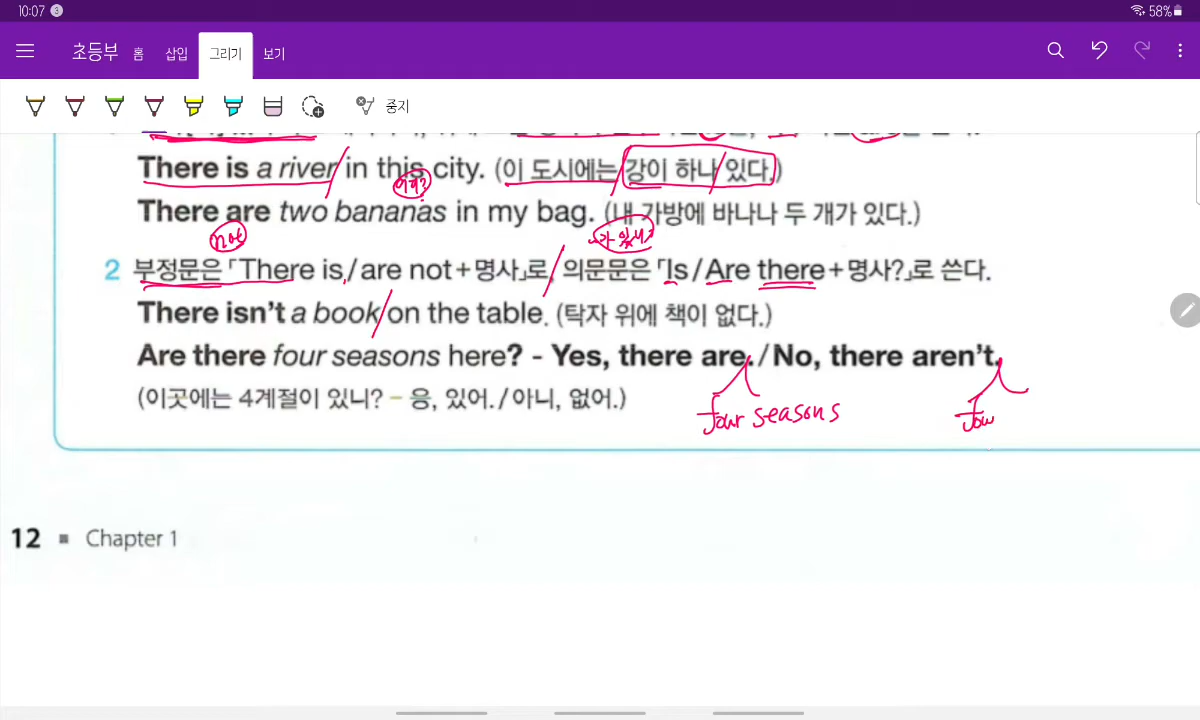 10:07 3 58%
초등부 홈 삽입 그리기 보기
중지
There is a river in this city. (이 도시에는 강이 하나 있다.)
어디?
There are two bananas in my bag. (내 가방에 바나나 두 개가 있다.)
not 가 있니?
2 부정문은 「There is/are not+명사」로, 의문문은 「Is/Are there+명사?」로 쓴다.
There isn't a book on the table. (탁자 위에 책이 없다.)
Are there four seasons here? - Yes, there are./No, there aren't.
(이곳에는 4계절이 있니? – 응, 있어./아니, 없어.)
four seasons fou
12 ■ Chapter 1